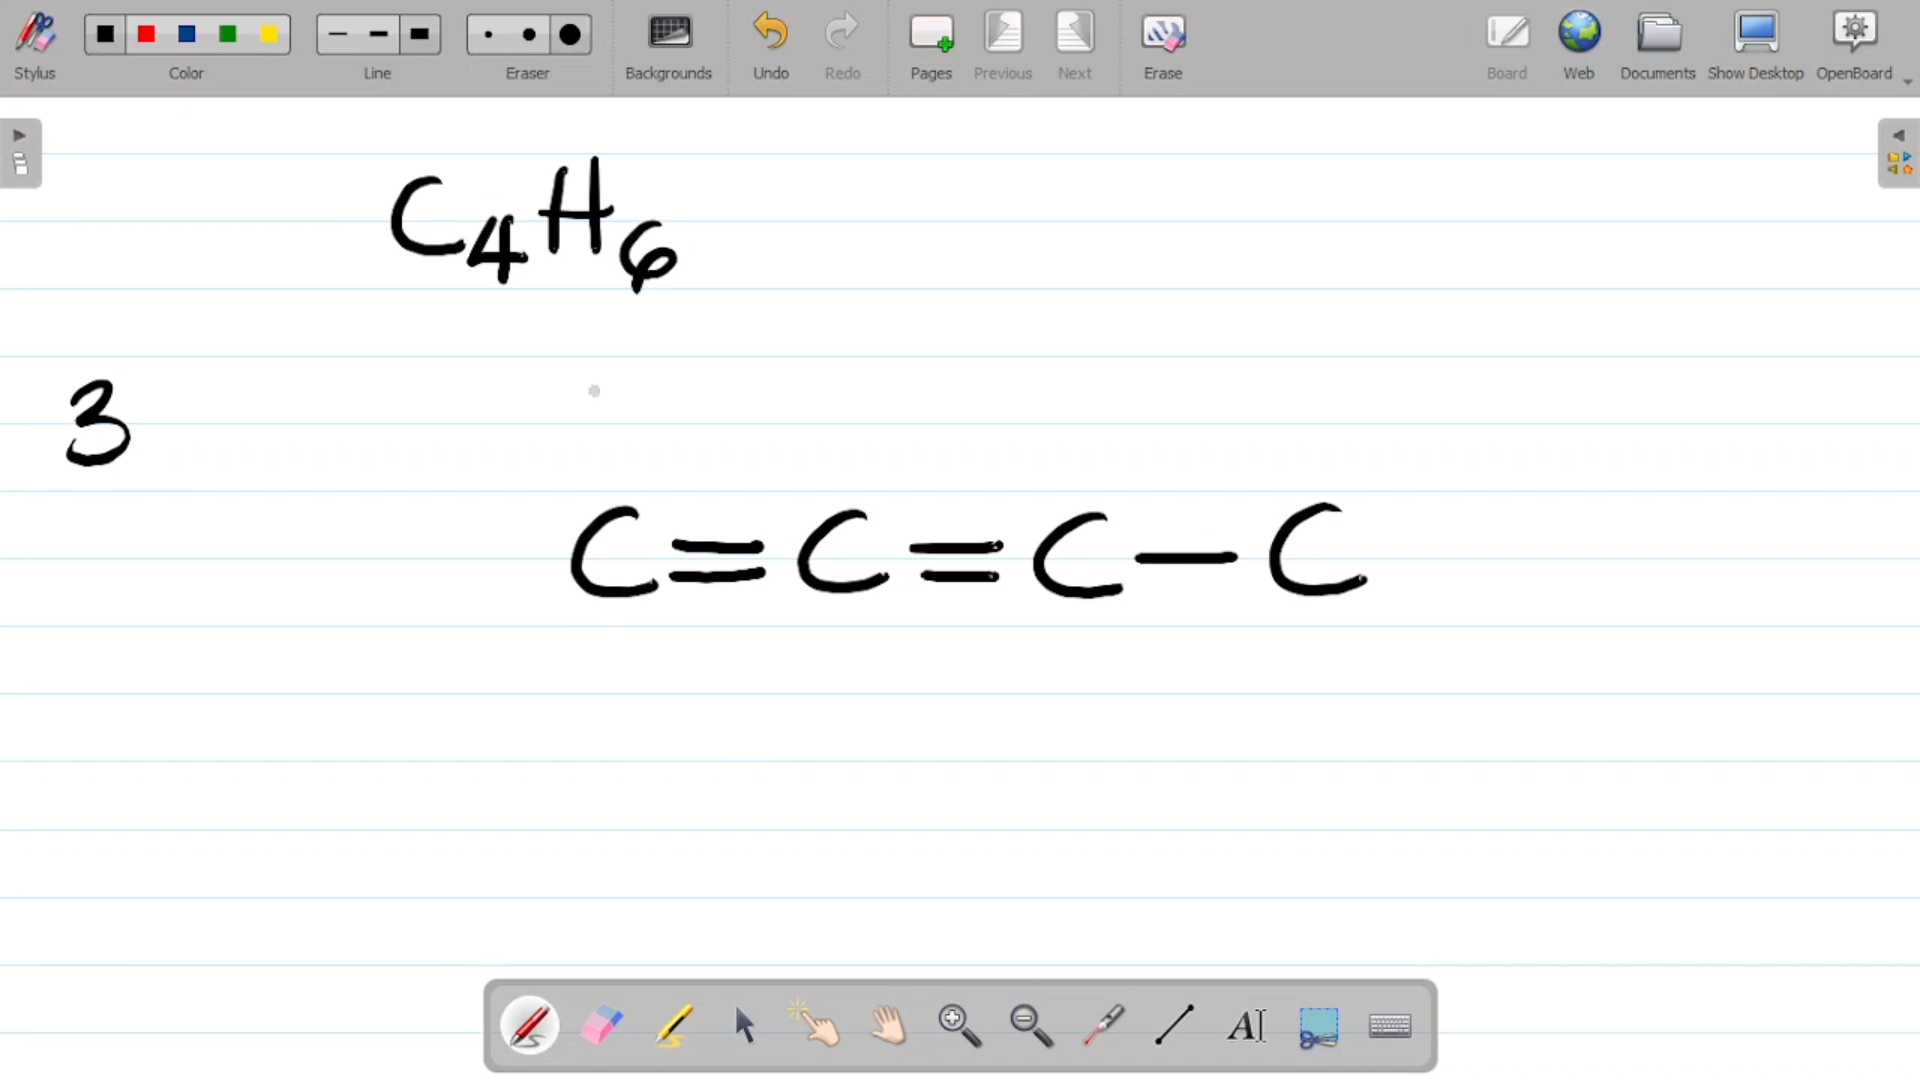 Stylus Color Line Eraser Backgrounds Undo Redo Pages Previous Next Erase Board Web Documents Show Desktop OpenBoard
C₄H₆
3
C=C=C-C
AI